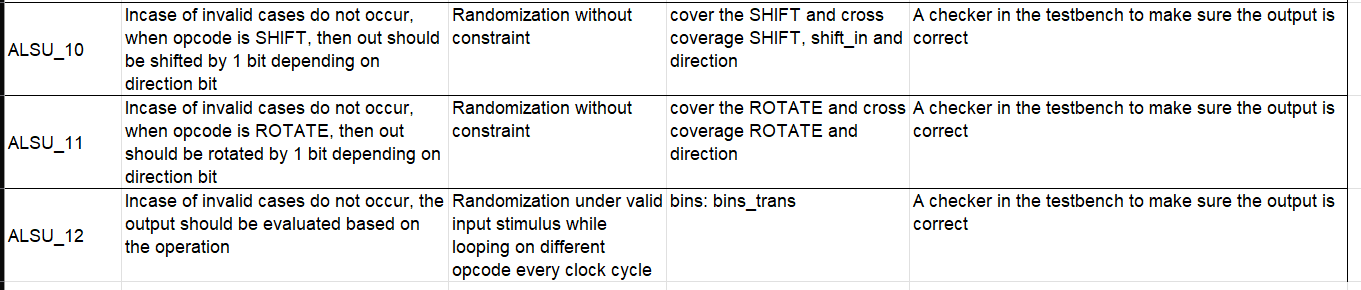 ALSU_10
Incase of invalid cases do not occur,
when opcode is SHIFT, then out should
be shifted by 1 bit depending on
direction bit
Randomization without
constraint
cover the SHIFT and cross
coverage SHIFT, shift_in and
direction
A checker in the testbench to make sure the output is
correct
ALSU_11
Incase of invalid cases do not occur,
when opcode is ROTATE, then out
should be rotated by 1 bit depending on
direction bit
Randomization without
constraint
cover the ROTATE and cross
coverage ROTATE and
direction
A checker in the testbench to make sure the output is
correct
ALSU_12
Incase of invalid cases do not occur, the
output should be evaluated based on
the operation
Randomization under valid
input stimulus while
looping on different
opcode every clock cycle
bins: bins_trans
A checker in the testbench to make sure the output is
correct